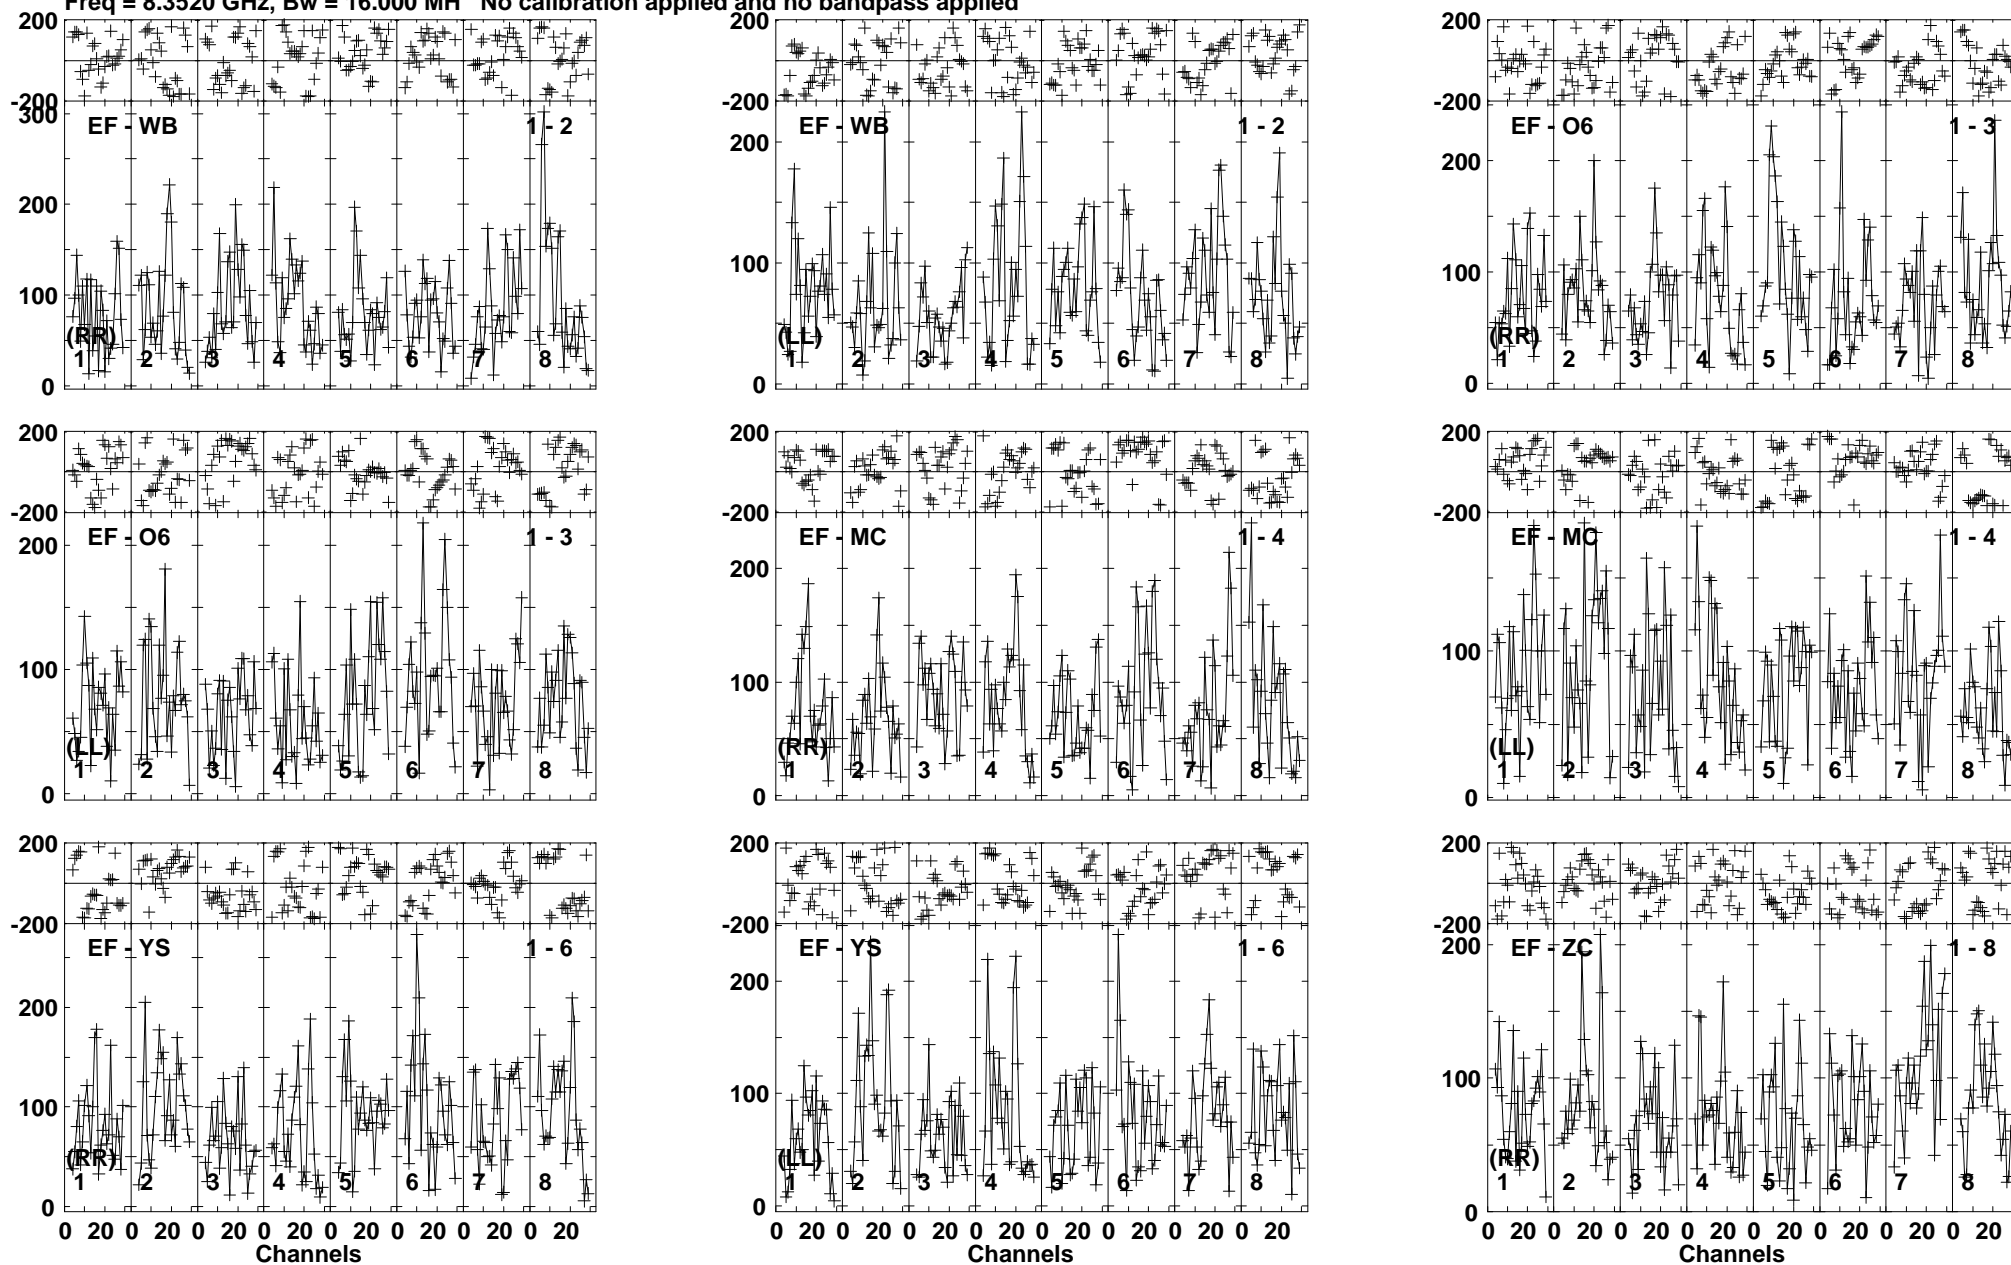 Freq = 8.3520 GHz, Bw = 16.000 MH No calibration applied and no bandpass applied
200 200 200
-200 -200 -200
300 EF - WB 1 - 2 EF - WB 1 - 2 EF - O6 1 - 3
200 200 200
100 100 100
(RR) (LL) (RR)
1 2 3 4 5 6 7 8 1 2 3 4 5 6 7 8 1 2 3 4 5 6 7 8
0 0 0
200 200 200
-200 -200 -200
EF - O6 1 - 3 EF - MC 1 - 4 EF - MC 1 - 4
200 200
100 100 100
(LL) (RR) (LL)
1 2 3 4 5 6 7 8 1 2 3 4 5 6 7 8 1 2 3 4 5 6 7 8
0 0 0
200 200 200
-200 -200 -200
EF - YS 1 - 6 EF - YS 1 - 6 EF - ZC 1 - 8
200 200 200
100 100 100
(RR) (LL) (RR)
1 2 3 4 5 6 7 8 1 2 3 4 5 6 7 8 1 2 3 4 5 6 7 8
0 0 0
0 20 0 20 0 20 0 20 0 20 0 20 0 20 0 20 0 20 0 20 0 20 0 20 0 20 0 20 0 20 0 20 0 20 0 20 0 20 0 20 0 20 0 20 0 20 0 20
Channels Channels Channels